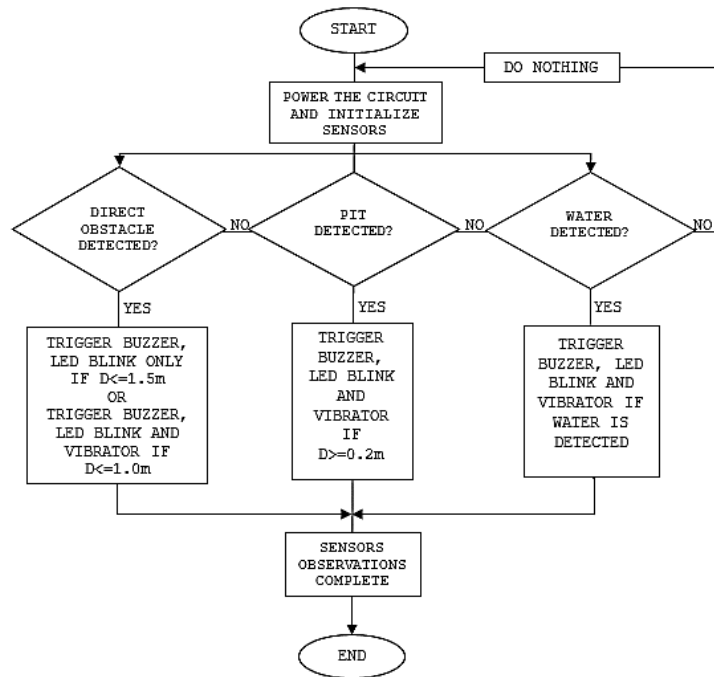 START
DO NOTHING
POWER THE CIRCUIT
AND INITIALIZE
SENSORS
DIRECT
OBSTACLE
DETECTED?
NO
PIT
DETECTED?
NO
WATER
DETECTED?
NO
YES
YES
YES
TRIGGER BUZZER,
LED BLINK ONLY
IF D<=1.5m
OR
TRIGGER BUZZER,
LED BLINK AND
VIBRATOR IF
D<=1.0m
TRIGGER
BUZZER,
LED BLINK
AND
VIBRATOR
IF
D>=0.2m
TRIGGER
BUZZER, LED
BLINK AND
VIBRATOR IF
WATER IS
DETECTED
SENSORS
OBSERVATIONS
COMPLETE
END